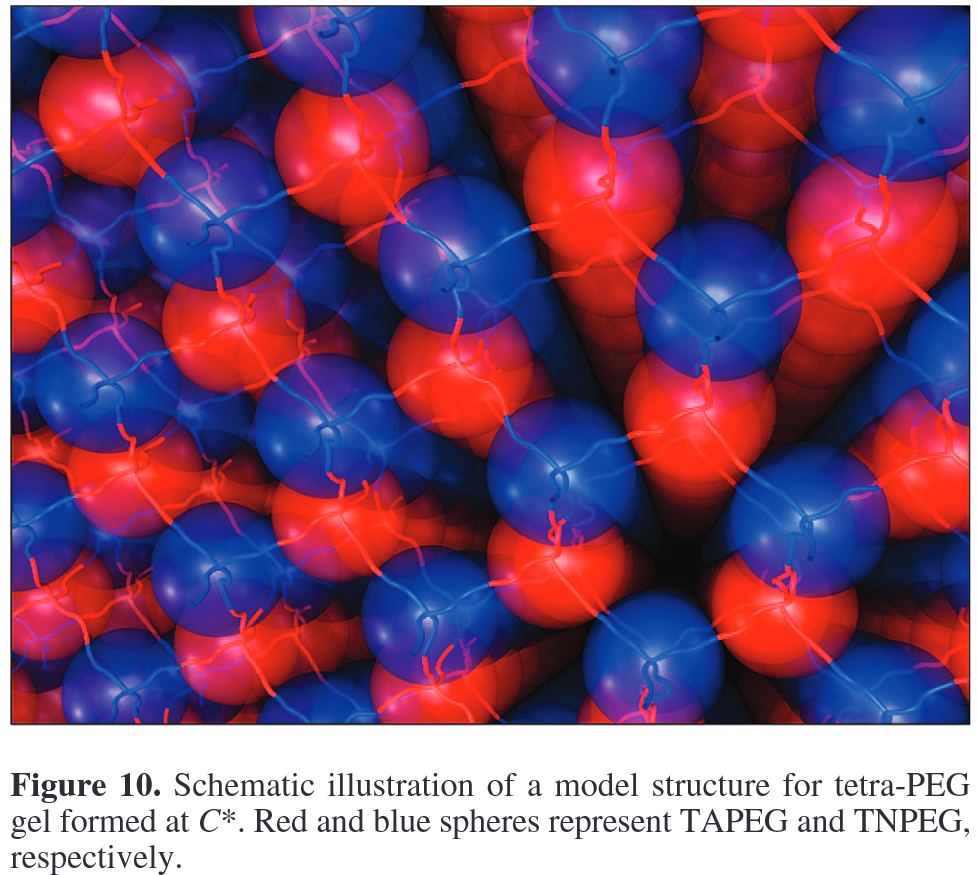 Figure 10. Schematic illustration of a model structure for tetra-PEG
gel formed at C*. Red and blue spheres represent TAPEG and TNPEG,
respectively.